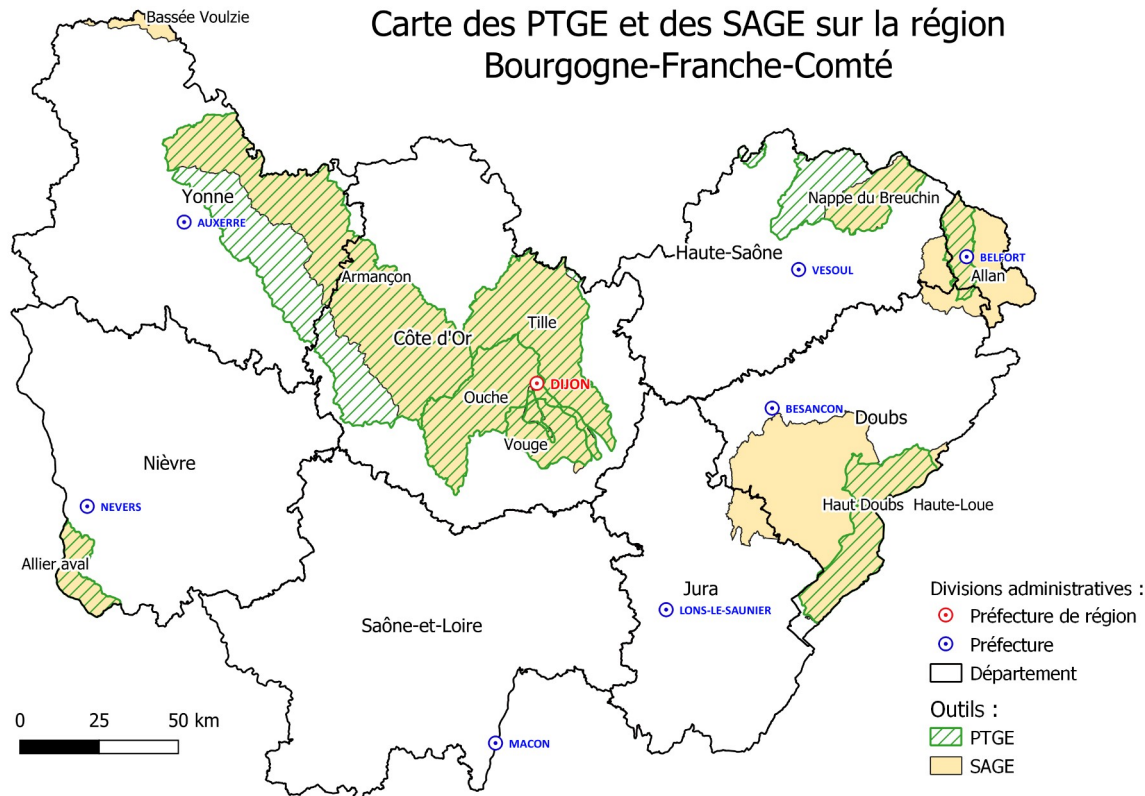 Carte des PTGE et des SAGE sur la région
Bourgogne-Franche-Comté
Bassée Voulzie
Yonne
AUXERRE
Nappe du Breuchin
Haute-Saône
VESOUL
BELFORT
Allan
Armançon
Côte d'Or
Tille
DIJON
Ouche
Vouge
BESANCON
Doubs
Nièvre
NEVERS
Haut-Doubs Haute-Loue
Allier aval
Jura
LONS-LE-SAUNIER
Saône-et-Loire
MACON
0 25 50 km
Divisions administratives :
Préfecture de région
Préfecture
Département
Outils :
PTGE
SAGE